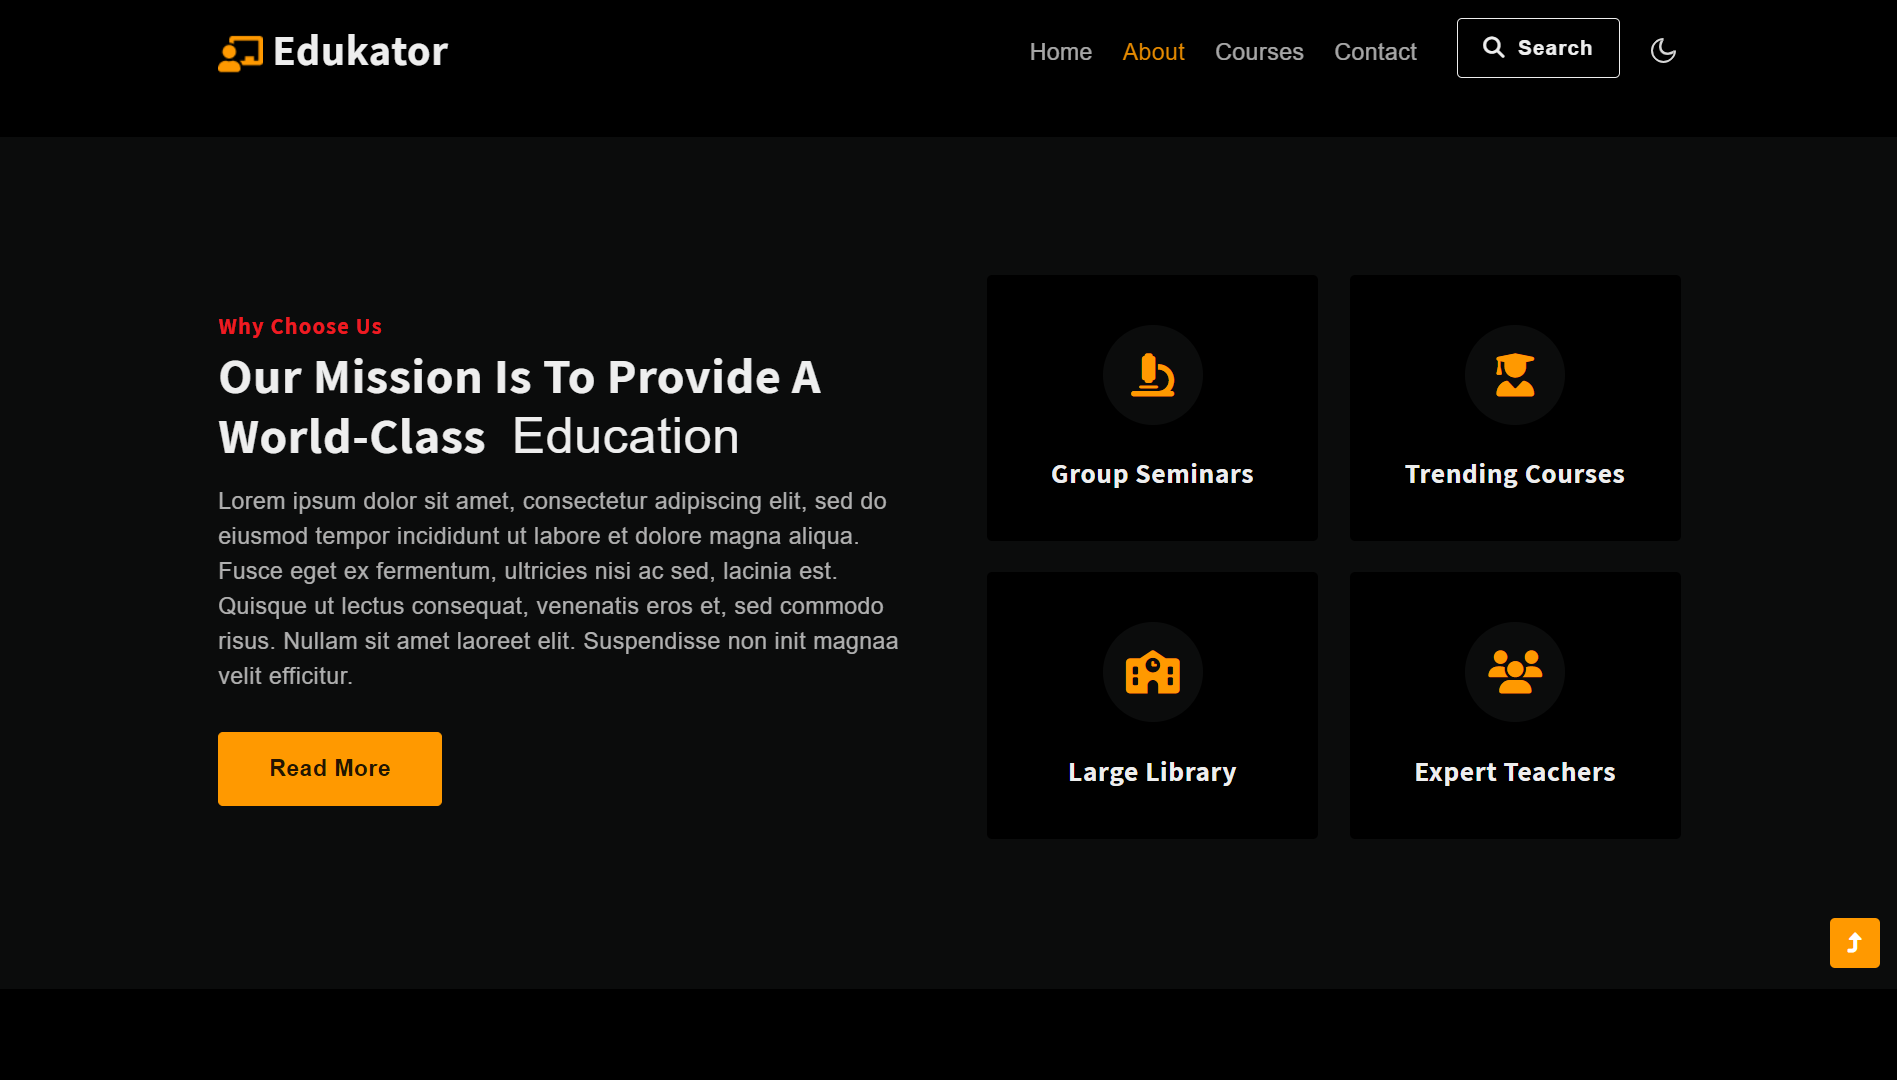 Edukator
Home About Courses Contact Search
Why Choose Us
Our Mission Is To Provide A
World-Class Education
Lorem ipsum dolor sit amet, consectetur adipiscing elit, sed do
eiusmod tempor incididunt ut labore et dolore magna aliqua.
Fusce eget ex fermentum, ultricies nisi ac sed, lacinia est.
Quisque ut lectus consequat, venenatis eros et, sed commodo
risus. Nullam sit amet laoreet elit. Suspendisse non init magnaa
velit efficitur.
Read More
Group Seminars
Trending Courses
Large Library
Expert Teachers